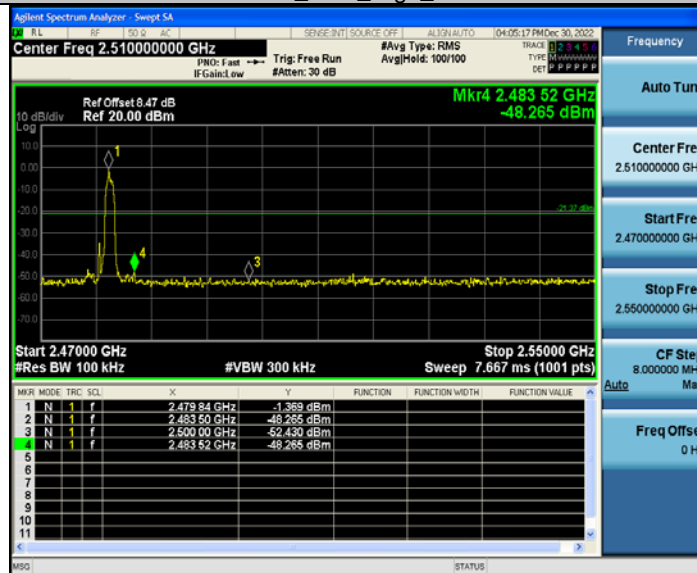 Agilent Spectrum Analyzer - Swept SA
RL RF 50 Ω AC SENSE:INT SOURCE OFF ALIGNAUTO 04:05:17 PM Dec 30, 2022
Center Freq 2.510000000 GHz #Avg Type: RMS TRACE 1 2 3 4 5 6
PNO: Fast Trig: Free Run Avg|Hold: 100/100 TYPE M
IFGain:Low #Atten: 30 dB DET P P P P P P
Frequency
Auto Tun
Mkr4 2.483 52 GHz
Ref Offset 8.47 dB
10 dB/div Ref 20.00 dBm -48.265 dBm
Log
10.0
0.00
-10.0
-20.0
-30.0
-40.0
-50.0
-60.0
-70.0
1
-21.37 dBm
4
3
Center Fre
2.510000000 GH
Start Fre
2.470000000 GH
Stop Fre
2.550000000 GH
CF Ste
8.000000 MH
Auto Ma
Freq Offse
0 H
Start 2.47000 GHz Stop 2.55000 GHz
#Res BW 100 kHz #VBW 300 kHz Sweep 7.667 ms (1001 pts)
MKR MODE TRC SCL X Y FUNCTION FUNCTION WIDTH FUNCTION VALUE
1 N 1 f 2.479 84 GHz -1.369 dBm
2 N 1 f 2.483 50 GHz -48.265 dBm
3 N 1 f 2.500 00 GHz -52.430 dBm
4 N 1 f 2.483 52 GHz -48.265 dBm
5
6
7
8
9
10
11
MSG STATUS